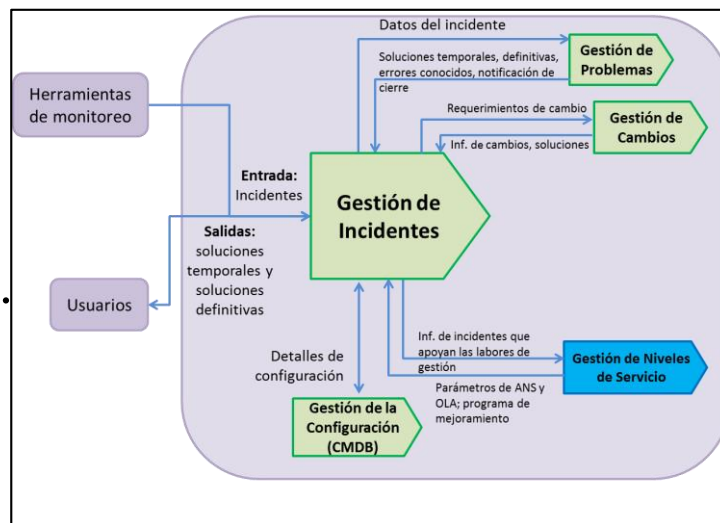 Datos del incidente
Soluciones temporales, definitivas,
errores conocidos, notificación de
cierre
Gestión de
Problemas
Herramientas
de monitoreo
Requerimientos de cambio
Inf. de cambios, soluciones
Gestión de
Cambios
Entrada:
Incidentes
Gestión de
Incidentes
Salidas:
soluciones
temporales y
soluciones
definitivas
Usuarios
Detalles de
configuración
Inf. de incidentes que
apoyan las labores de
gestión
Parámetros de ANS y
OLA; programa de
mejoramiento
Gestión de Niveles
de Servicio
Gestión de la
Configuración
(CMDB)